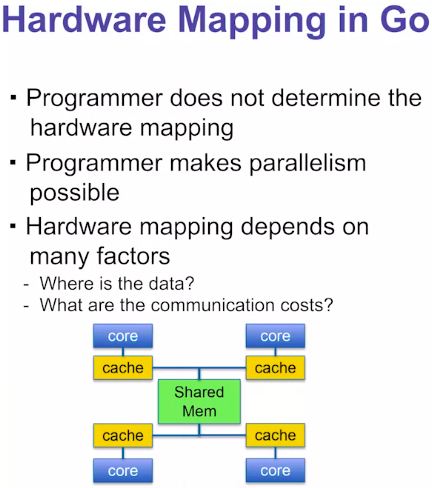 Hardware Mapping in Go
▪ Programmer does not determine the
hardware mapping
▪ Programmer makes parallelism
possible
▪ Hardware mapping depends on
many factors
- Where is the data?
- What are the communication costs?
core
core
cache
cache
Shared
Mem
cache
cache
core
core